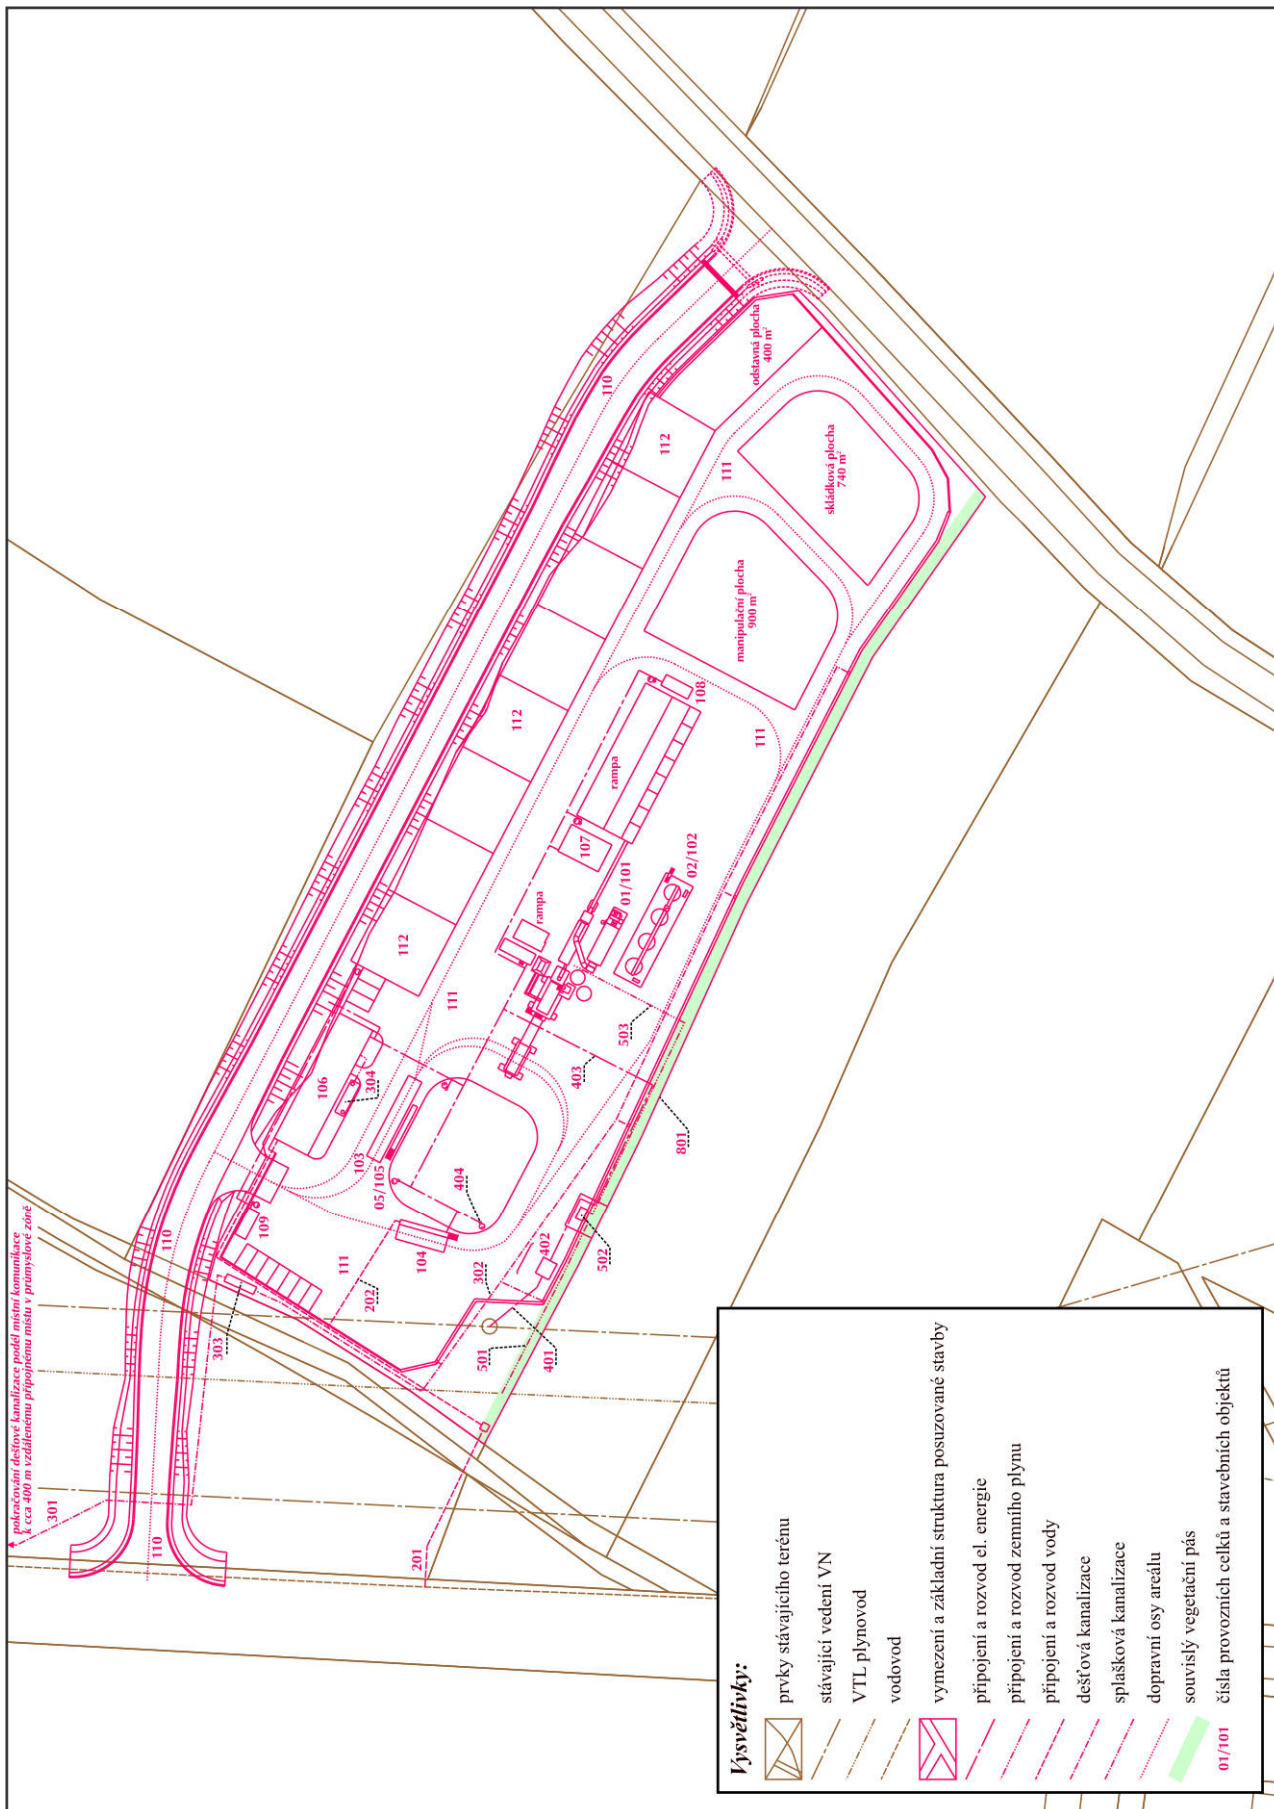 pokračování dešťové kanalizace podél místní komunikace
k cca 400 m vzdálenému přípojnému místu v průmyslové zóně
301
110
201
110
303
109
111
202
104
103
05/105
404
106
304
302
402
501
401
502
801
403
503
111
112
rampa
01/101
02/102
107
rampa
108
112
111
110
112
111
manipulační plocha
900 m²
skládková plocha
740 m²
odstavná plocha
400 m²
Vysvětlivky:
prvky stávajícího terénu
stávající vedení VN
VTL plynovod
vodovod
vymezení a základní struktura posuzované stavby
připojení a rozvod el. energie
připojení a rozvod zemního plynu
připojení a rozvod vody
dešťová kanalizace
splašková kanalizace
dopravní osy areálu
souvislý vegetační pás
01/101 čísla provozních celků a stavebních objektů